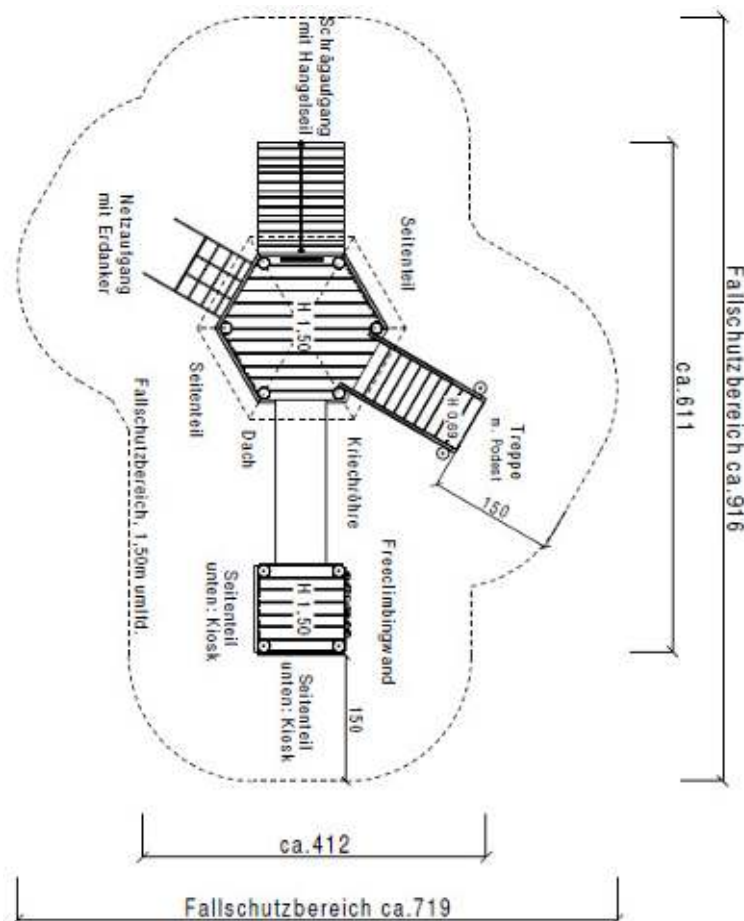 Schrägaufgang
mit Hangelseil
Netzaufgang
mit Erdanker
Seitenteil
H 1,50
Seitenteil
Dach
H 0,69
Treppe
m. Podest
150
Kriechröhre
Fallschutzbereich, 1,50m umltd.
Freeclimbingwand
H 1,50
Seitenteil
unten: Kiosk
Seitenteil
unten: Kiosk
150
ca.611
Fallschutzbereich ca.916
ca.412
Fallschutzbereich ca.719